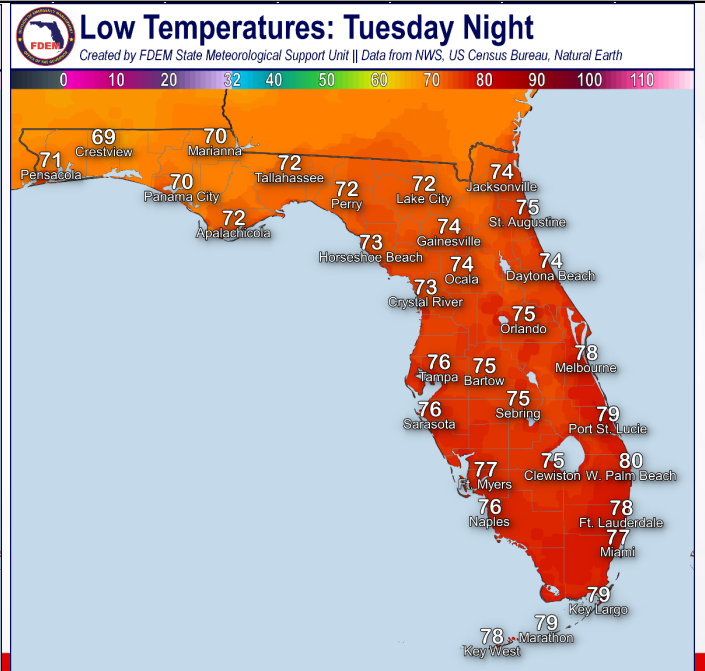 Low Temperatures: Tuesday Night
Created by FDEM State Meteorological Support Unit || Data from NWS, US Census Bureau, Natural Earth
FDEM
0 10 20 32 40 50 60 70 80 90 100 110
69
Crestview
70
Marianna
71
Pensacola
72
Tallahassee
70
Panama City
72
Perry
72
Lake City
74
Jacksonville
72
Apalachicola
75
St. Augustine
74
Gainesville
73
Horseshoe Beach
74
Ocala
74
Daytona Beach
73
Crystal River
75
Orlando
78
Melbourne
76
Tampa
75
Bartow
75
Sebring
76
Sarasota
79
Port St. Lucie
77
Ft. Myers
75
Clewiston
80
W. Palm Beach
76
Naples
78
Ft. Lauderdale
77
Miami
79
Key Largo
79
Marathon
78
Key West